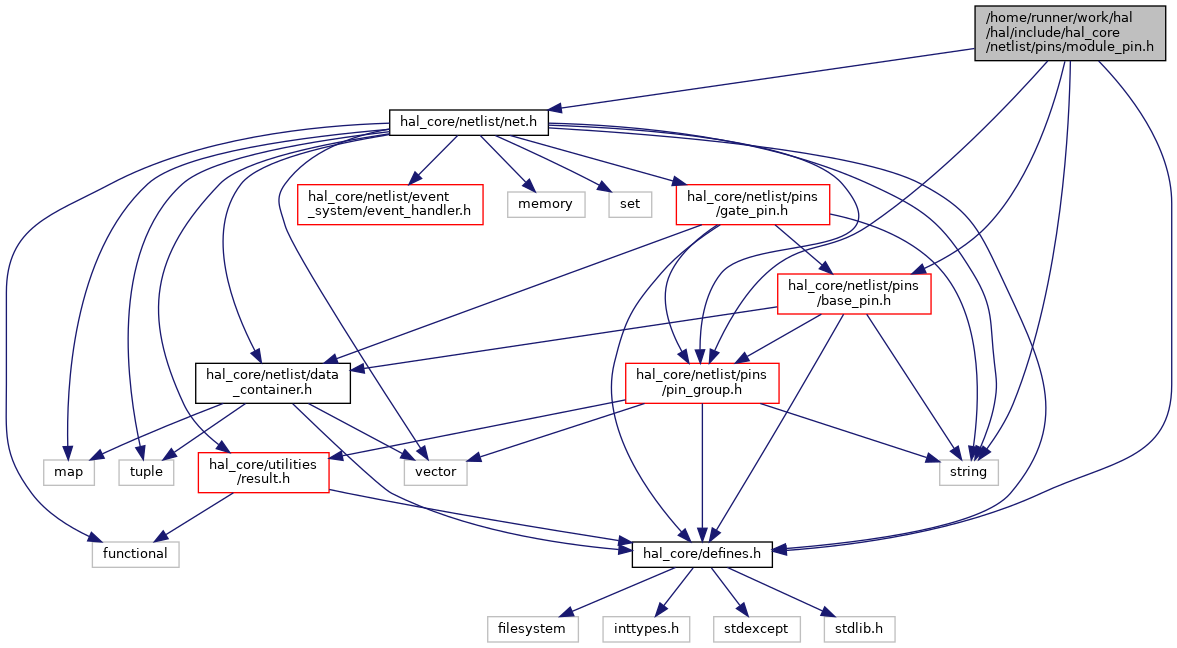 /home/runner/work/hal
/hal/include/hal_core
/netlist/pins/module_pin.h
hal_core/netlist/net.h
hal_core/netlist/event
_system/event_handler.h
memory
set
hal_core/netlist/pins
/gate_pin.h
hal_core/netlist/pins
/base_pin.h
hal_core/netlist/data
_container.h
hal_core/netlist/pins
/pin_group.h
map
tuple
hal_core/utilities
/result.h
vector
string
functional
hal_core/defines.h
filesystem
inttypes.h
stdexcept
stdlib.h